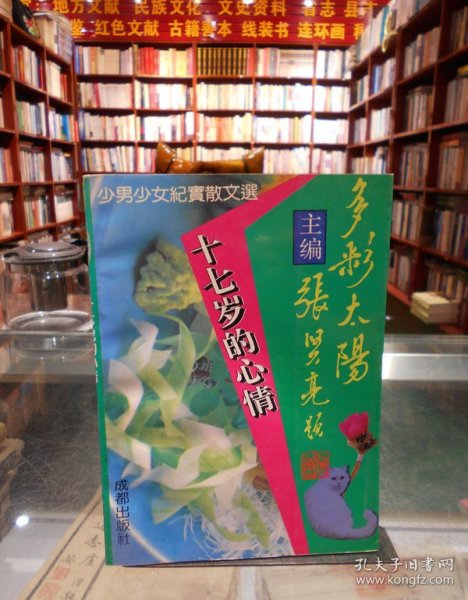 地方文献 民族文化 文史资料 省志 县
鉴 红色文献 古籍善本 线装书 连环画
少男少女紀實散文選
十七岁的心情
主编
多彩太陽
張贤亮題
成都出版社
孔夫子旧书网
www.kongfz.com